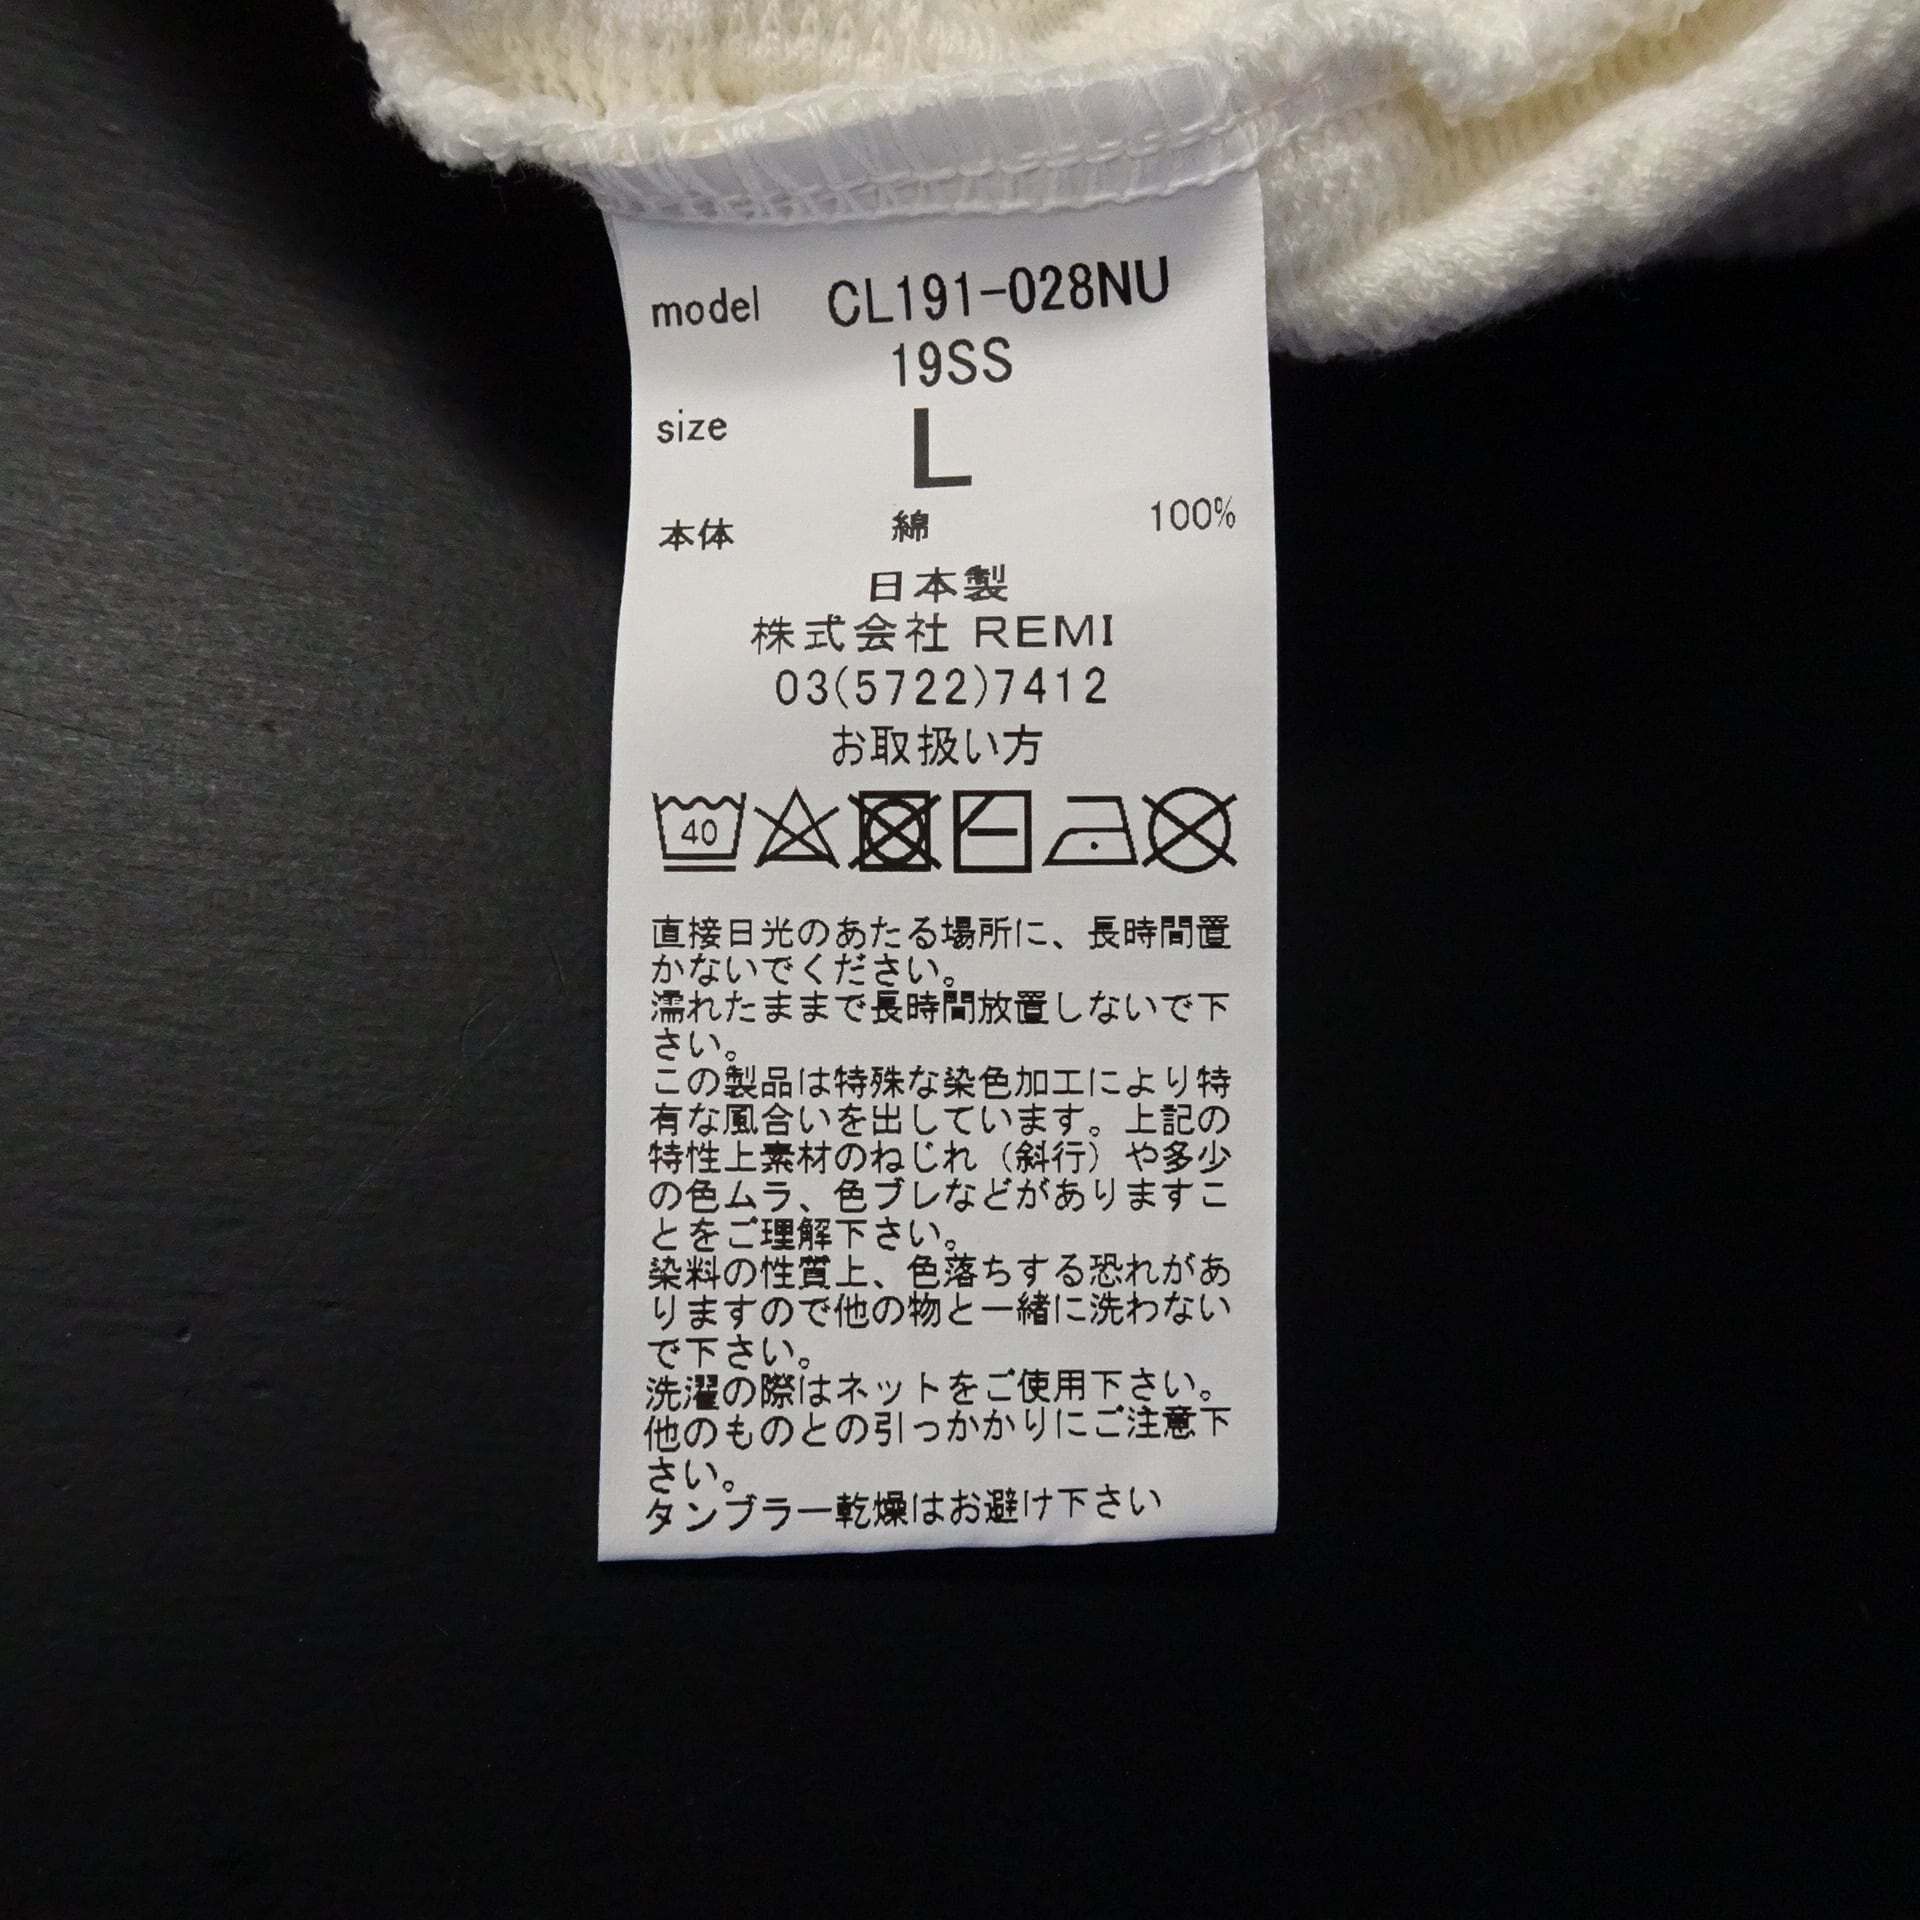 model CL191-028NU
19SS
size L
本体 綿 100%
日本製
株式会社 REMI
03(5722)7412
お取扱い方
40
直接日光のあたる場所に、長時間置
かないでください。
濡れたままで長時間放置しないで下
さい。
この製品は特殊な染色加工により特
有な風合いを出しています。上記の
特性上素材のねじれ（斜行）や多少
の色ムラ、色ブレなどがありますこ
とをご理解下さい。
染料の性質上、色落ちする恐れがあ
りますので他の物と一緒に洗わない
で下さい。
洗濯の際はネットをご使用下さい。
他のものとの引っかかりにご注意下
さい。
タンブラー乾燥はお避け下さい